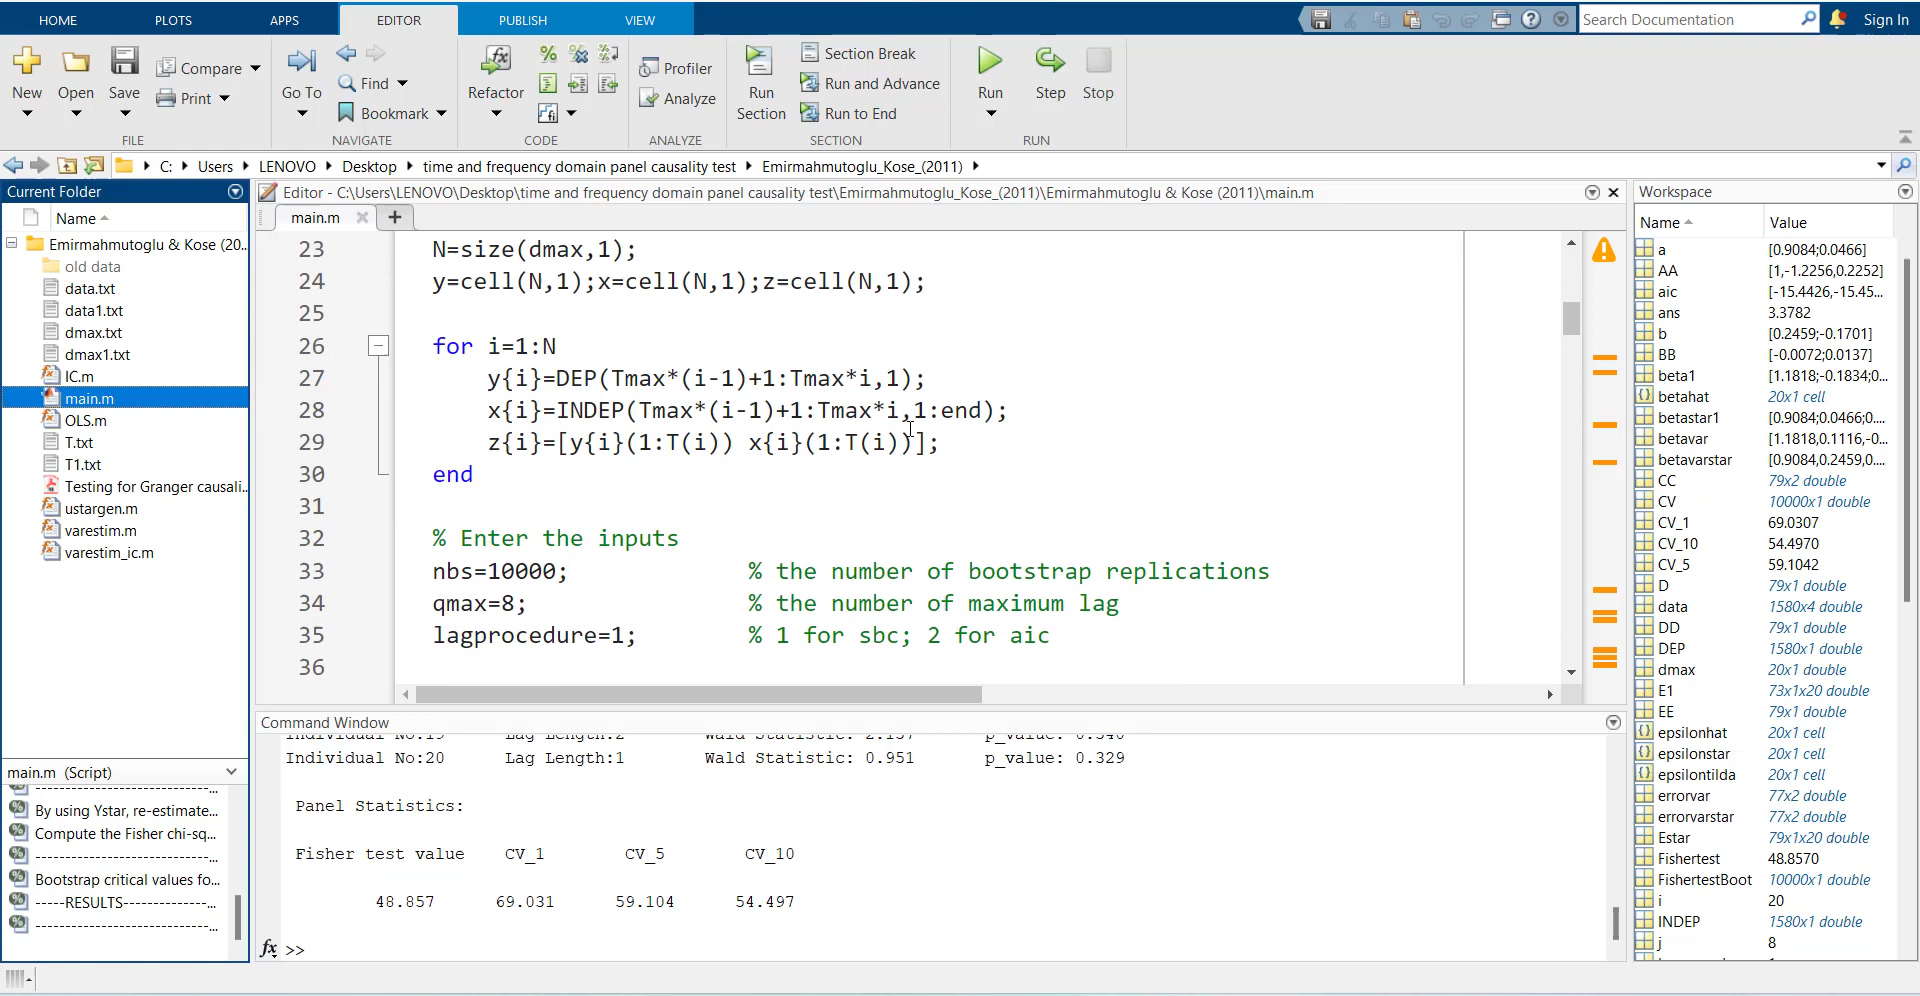 HOME PLOTS APPS EDITOR PUBLISH VIEW Search Documentation Sign In
New Open Save Compare Print
FILE
Go To Find Bookmark
NAVIGATE
Refactor
CODE
Profiler
Analyze
ANALYZE
Run Section
Section Break
Run and Advance
Run to End
SECTION
Run Step Stop
RUN
C: Users LENOVO Desktop time and frequency domain panel causality test Emirmahmutoglu_Kose_(2011)
Current Folder
Name
Emirmahmutoglu & Kose (20..
old data
data.txt
data1.txt
dmax.txt
dmax1.txt
IC.m
main.m
OLS.m
T.txt
T1.txt
Testing for Granger causali..
ustargen.m
varestim.m
varestim_ic.m
main.m (Script)
---------------------------...
By using Ystar, re-estimate...
Compute the Fisher chi-sq...
---------------------------...
Bootstrap critical values fo...
-----RESULTS-------------...
---------------------------...
Editor - C:\Users\LENOVO\Desktop\time and frequency domain panel causality test\Emirmahmutoglu_Kose_(2011)\Emirmahmutoglu & Kose (2011)\main.m
main.m
23 N=size(dmax,1);
24 y=cell(N,1);x=cell(N,1);z=cell(N,1);
25
26 for i=1:N
27 y{i}=DEP(Tmax*(i-1)+1:Tmax*i,1);
28 x{i}=INDEP(Tmax*(i-1)+1:Tmax*i,1:end);
29 z{i}=[y{i}(1:T(i)) x{i}(1:T(i))];
30 end
31
32 % Enter the inputs
33 nbs=10000; % the number of bootstrap replications
34 qmax=8; % the number of maximum lag
35 lagprocedure=1; % 1 for sbc; 2 for aic
36
Command Window
Individual No:19 Lag Length:2 Wald Statistic: 2.157 p_value: 0.340
Individual No:20 Lag Length:1 Wald Statistic: 0.951 p_value: 0.329
Panel Statistics:
Fisher test value CV_1 CV_5 CV_10
48.857 69.031 59.104 54.497
fx >>
Workspace
Name Value
a [0.9084;0.0466]
AA [1,-1.2256,0.2252]
aic [-15.4426,-15.45...
ans 3.3782
b [0.2459;-0.1701]
BB [-0.0072;0.0137]
beta1 [1.1818;-0.1834;0...
betahat 20x1 cell
betastar1 [0.9084;0.0466;0...
betavar [1.1818,0.1116,-0...
betavarstar [0.9084,0.2459,0....
CC 79x2 double
CV 10000x1 double
CV_1 69.0307
CV_10 54.4970
CV_5 59.1042
D 79x1 double
data 1580x4 double
DD 79x1 double
DEP 1580x1 double
dmax 20x1 double
E1 73x1x20 double
EE 79x1 double
epsilonhat 20x1 cell
epsilonstar 20x1 cell
epsilontilda 20x1 cell
errorvar 77x2 double
errorvarstar 77x2 double
Estar 79x1x20 double
Fishertest 48.8570
FishertestBoot 10000x1 double
i 20
INDEP 1580x1 double
j 8